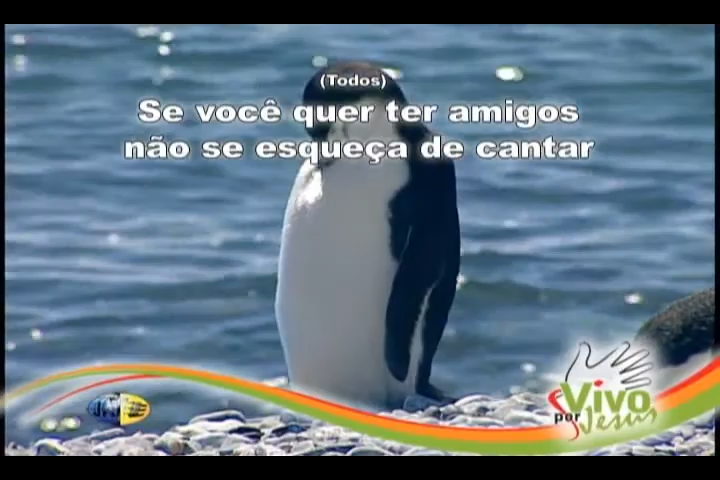 (Todos)
Se você quer ter amigos
não se esqueça de cantar
Vivo
por Jesus